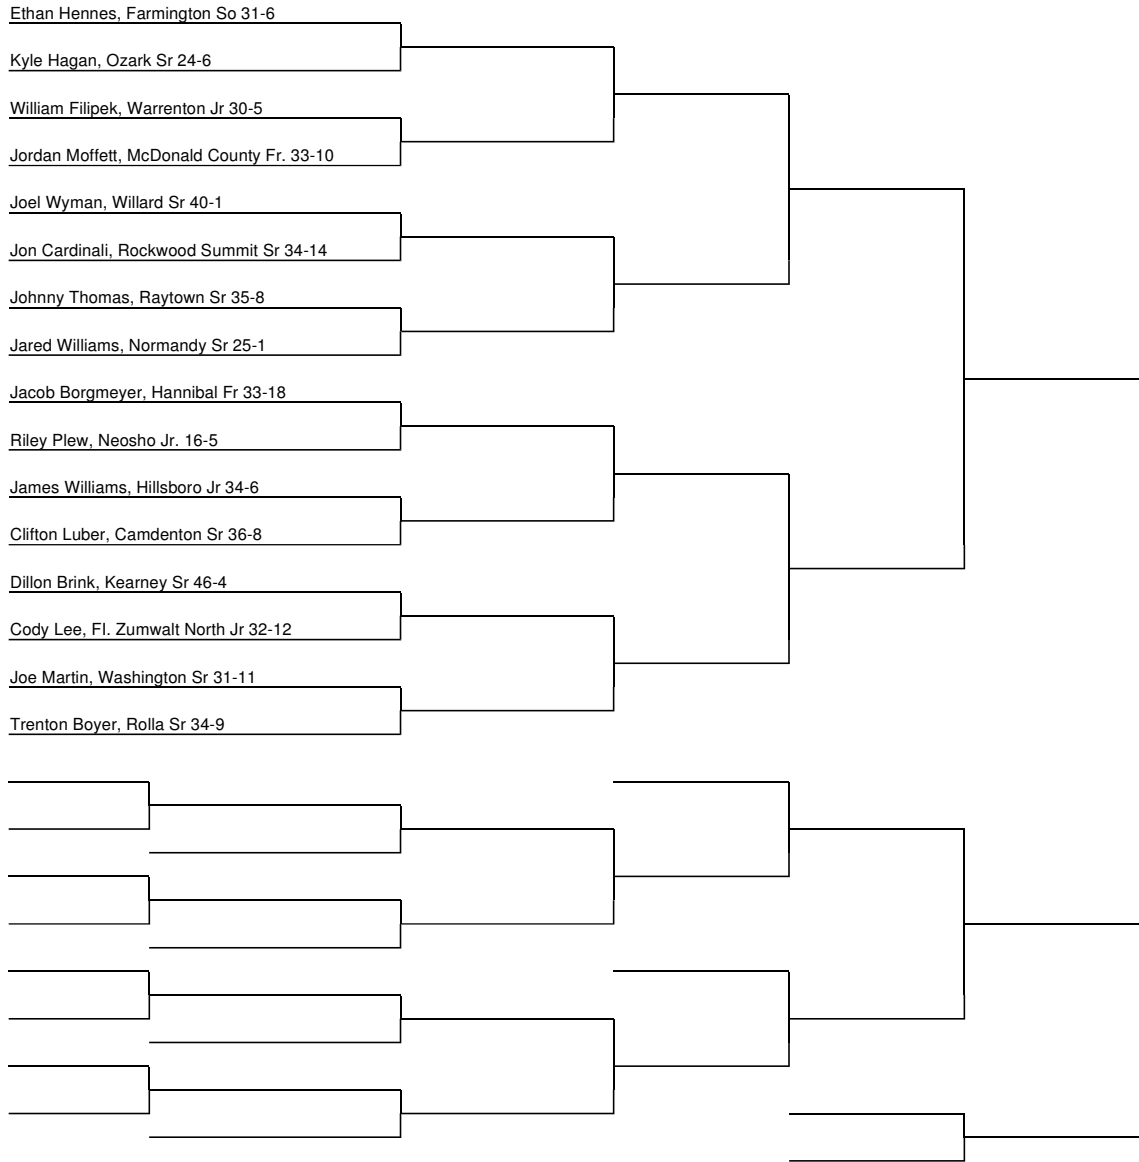 Ethan Hennes, Farmington So 31-6
Kyle Hagan, Ozark Sr 24-6
William Filipek, Warrenton Jr 30-5
Jordan Moffett, McDonald County Fr. 33-10
Joel Wyman, Willard Sr 40-1
Jon Cardinali, Rockwood Summit Sr 34-14
Johnny Thomas, Raytown Sr 35-8
Jared Williams, Normandy Sr 25-1
Jacob Borgmeyer, Hannibal Fr 33-18
Riley Plew, Neosho Jr. 16-5
James Williams, Hillsboro Jr 34-6
Clifton Luber, Camdenton Sr 36-8
Dillon Brink, Kearney Sr 46-4
Cody Lee, FI. Zumwalt North Jr 32-12
Joe Martin, Washington Sr 31-11
Trenton Boyer, Rolla Sr 34-9